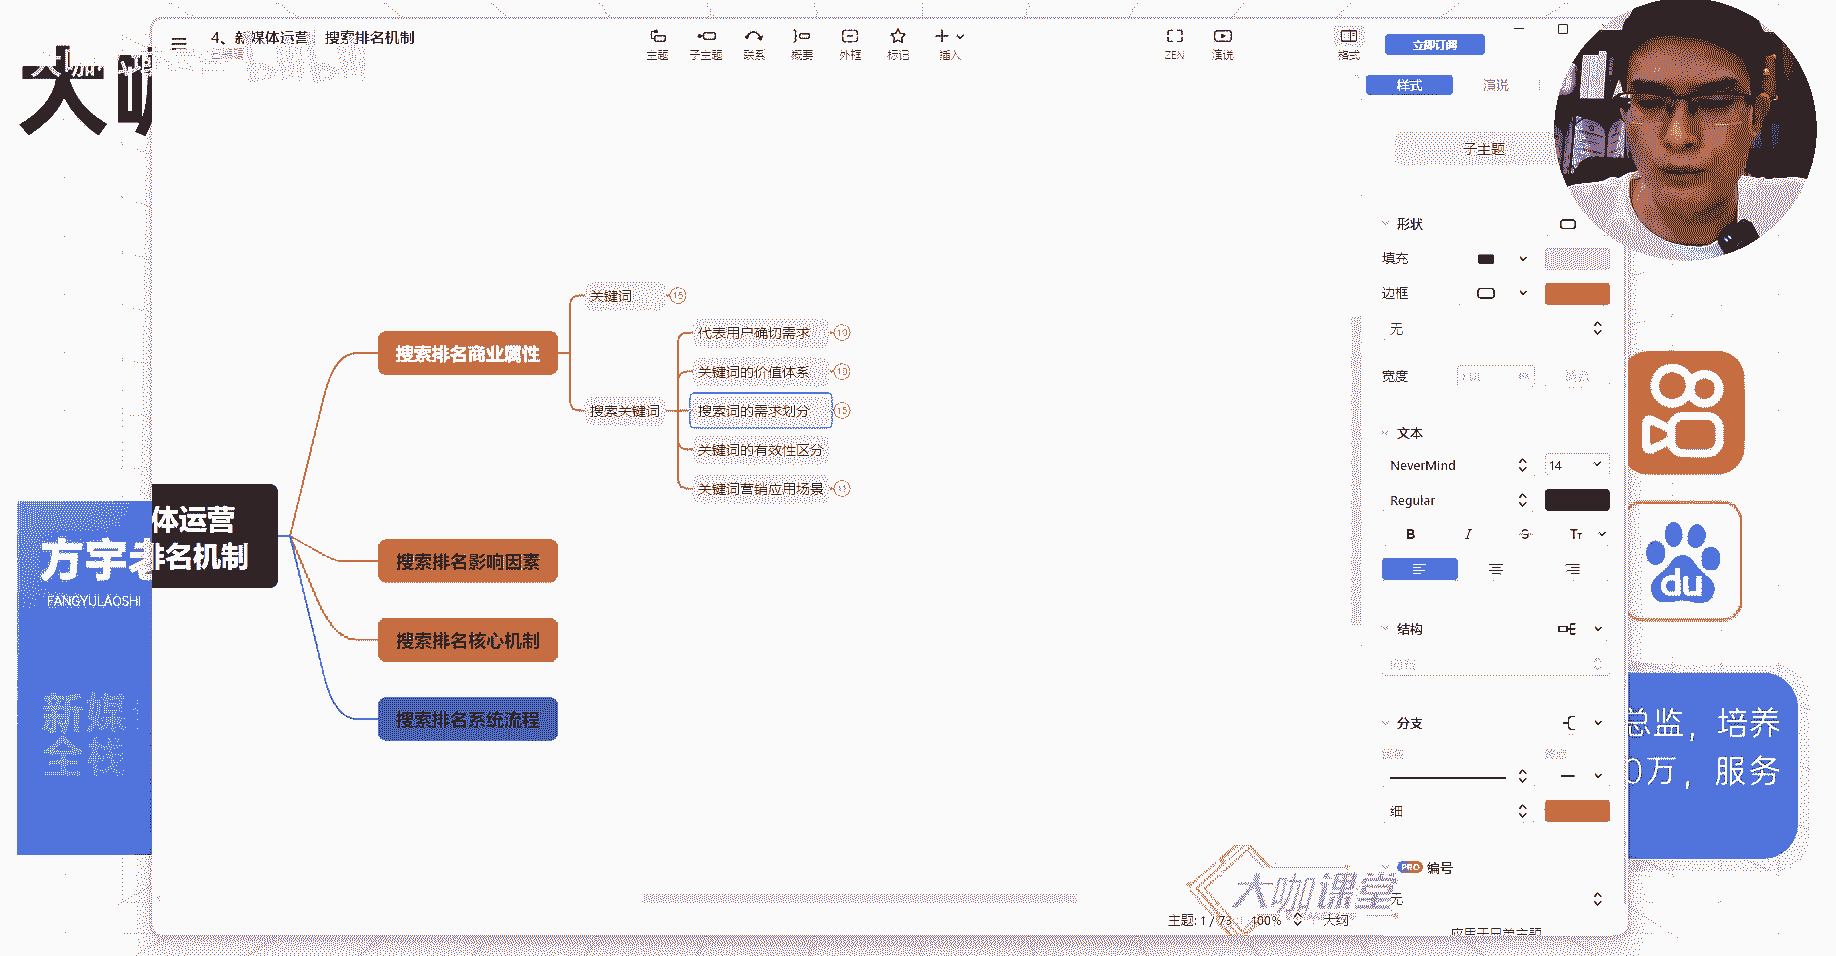 4、新媒体运营 搜索排名机制
主题
子主题
联系
概要
外框
标记
插入
ZEN
演说
格式
立即订阅
样式
演说
子主题
形状
填充
边框
无
宽度
文本
NeverMind
14
Regular
B
I
S
Tт
结构
分支
细
PRO 编号
无
大咖
关键词
15
搜索排名商业属性
代表用户确切需求
关键词的价值体系
搜索关键词
搜索词的需求划分
15
关键词的有效性区分
关键词营销应用场景
体运营
排名机制
搜索排名影响因素
搜索排名核心机制
搜索排名系统流程
方宇老
FANGYULAOSHI
新媒
全栈
du
总监，培养
0万，服务
大咖课堂
主题: 1 / 73
100%
大纲